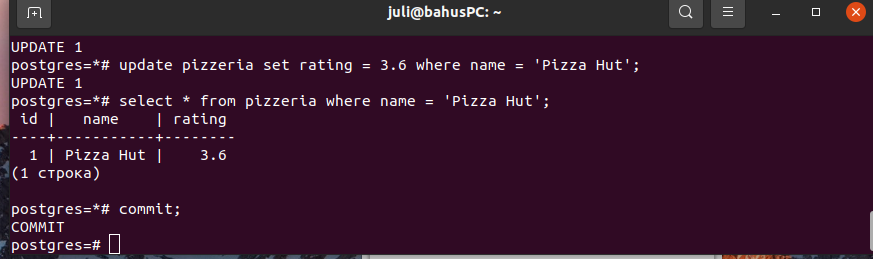 juli@bahusPC: ~
UPDATE 1
postgres=*# update pizzeria set rating = 3.6 where name = 'Pizza Hut';
UPDATE 1
postgres=*# select * from pizzeria where name = 'Pizza Hut';
 id |   name    | rating
----+-----------+--------
  1 | Pizza Hut |    3.6
(1 строка)
postgres=*# commit;
COMMIT
postgres=#